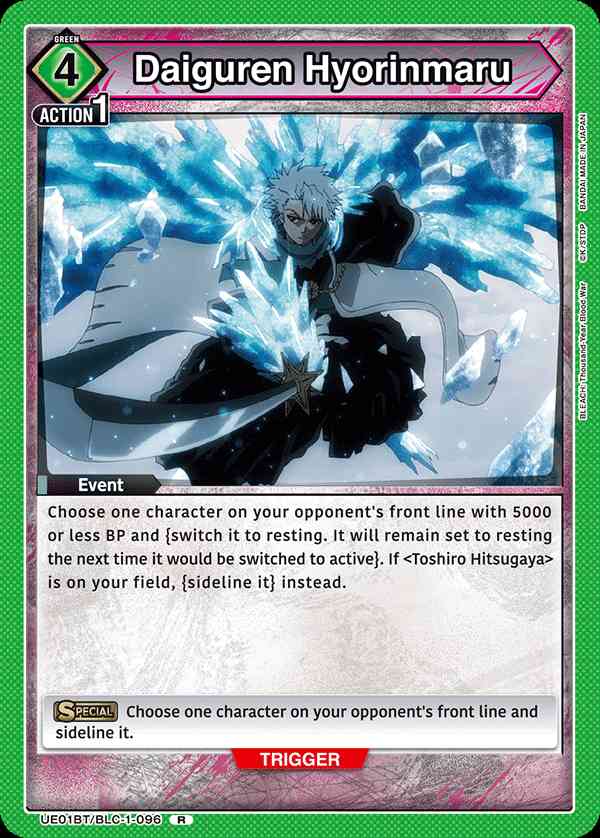 GREEN
4
Daiguren Hyorinmaru
ACTION 1
BLEACH: Thousand-Year Blood War ©K/STDP BANDAI MADE IN JAPAN
Event
Choose one character on your opponent's front line with 5000
or less BP and {switch it to resting. It will remain set to resting
the next time it would be switched to active}. If <Toshiro Hitsugaya>
is on your field, {sideline it} instead.
SPECIAL Choose one character on your opponent's front line and
sideline it.
TRIGGER
UE01BT/BLC-1-096 R